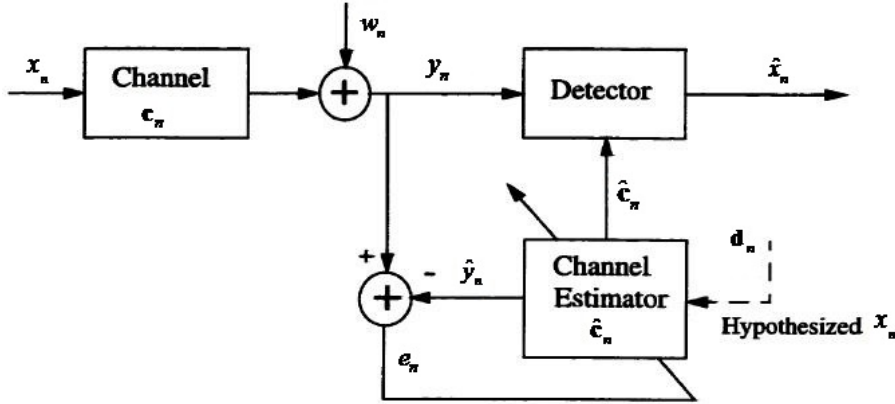 w_n
x_n
Channel
c_n
+
y_n
Detector
x̂_n
ĉ_n
d_n
+
-
ŷ_n
+
Channel
Estimator
ĉ_n
Hypothesized x_n
e_n